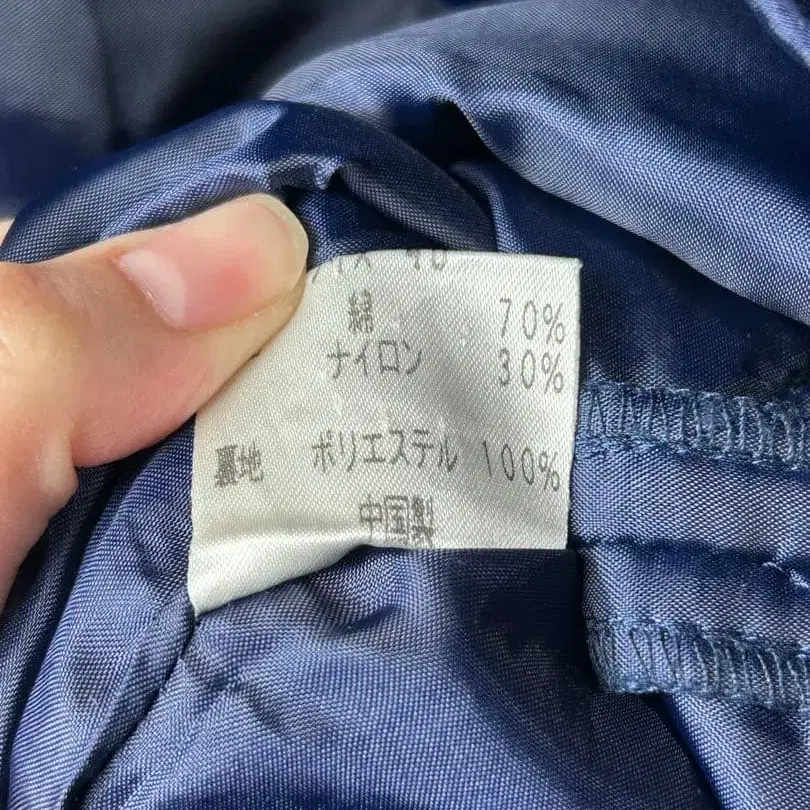 綿 70%
ナイロン 30%
裏地 ポリエステル 100%
中国製